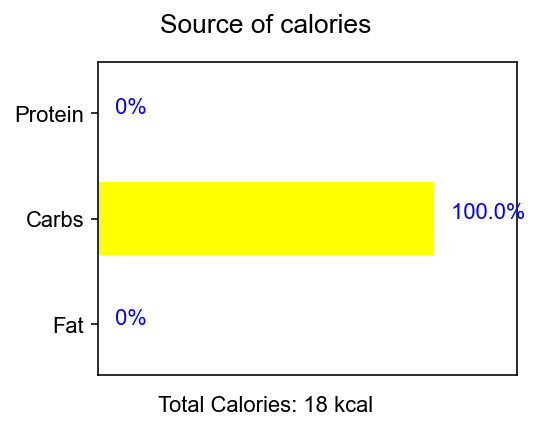 Source of calories
Protein 0%
Carbs 100.0%
Fat 0%
Total Calories: 18 kcal